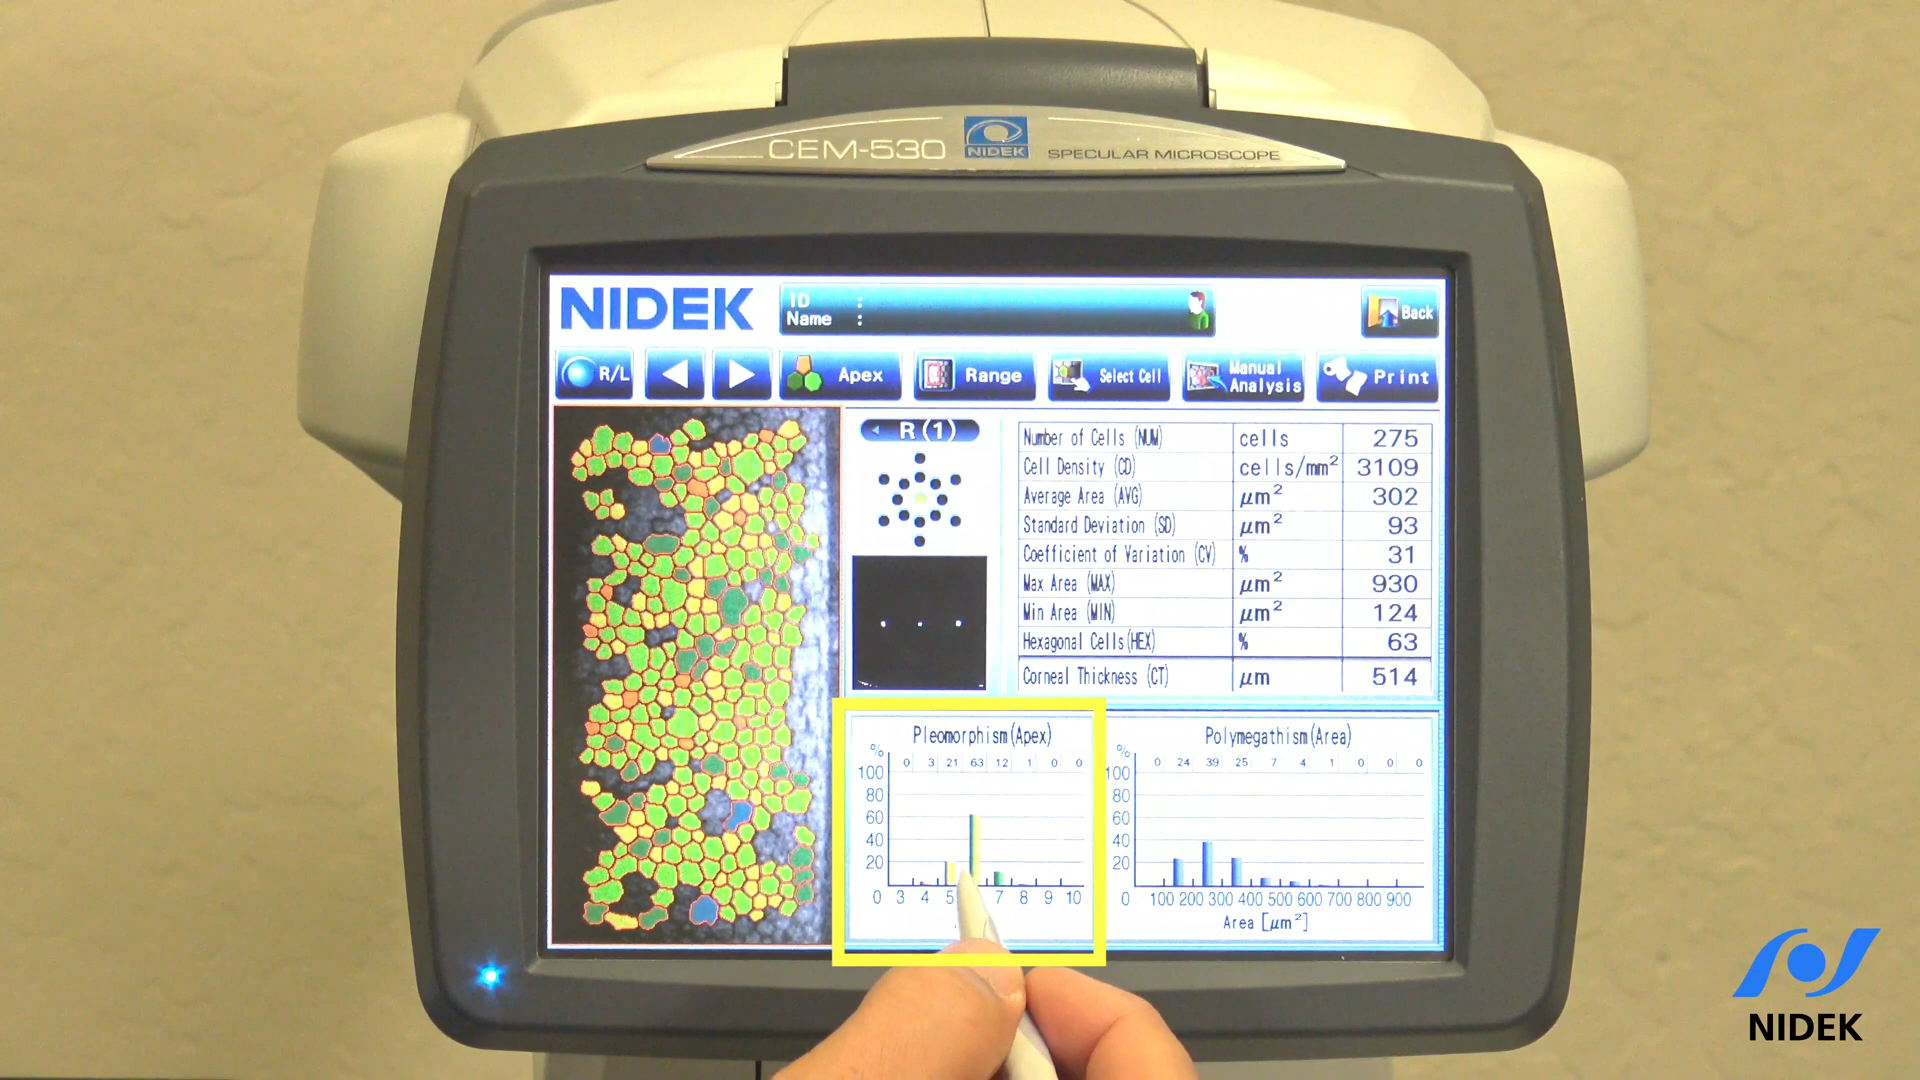 CEM-530 NIDEK SPECULAR MICROSCOPE
NIDEK
ID :
Name :
Back
R/L
Apex
Range
Select Cell
Manual Analysis
Print
R(1)
Number of Cells (NUM) cells 275
Cell Density (CD) cells/mm² 3109
Average Area (AVG) μm² 302
Standard Deviation (SD) μm² 93
Coefficient of Variation (CV) % 31
Max Area (MAX) μm² 930
Min Area (MIN) μm² 124
Hexagonal Cells(HEX) % 63
Corneal Thickness (CT) μm 514
Pleomorphism(Apex)
%
0 3 21 63 12 1 0 0
100
80
60
40
20
0 3 4 5 7 8 9 10
Polymegathism(Area)
%
0 24 39 25 7 4 1 0 0 0
100
80
60
40
20
0 100 200 300 400 500 600 700 800 900
Area [μm²]
NIDEK